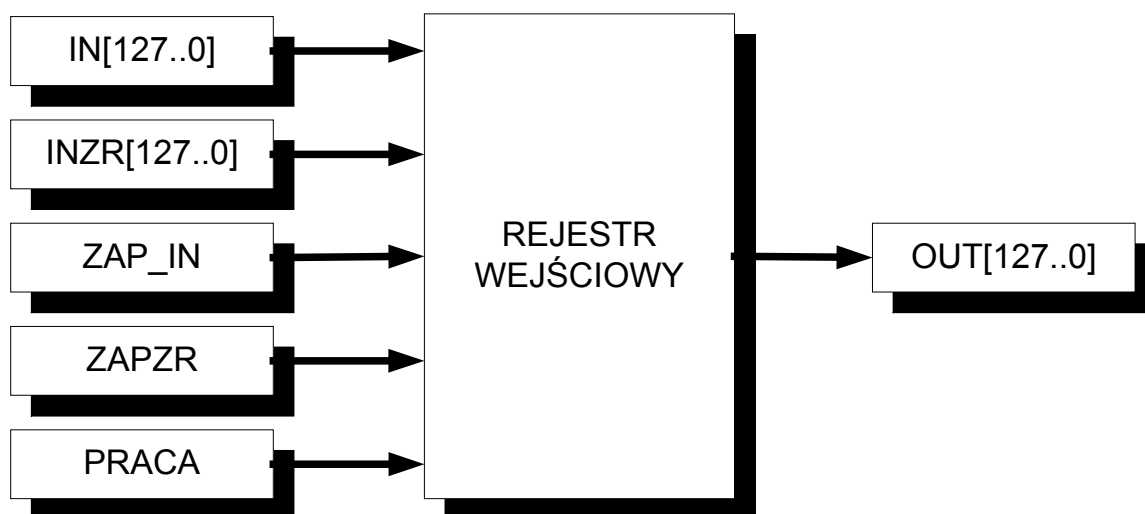 IN[127..0]
INZR[127..0]
ZAP_IN
ZAPZR
PRACA
REJESTR
WEJŚCIOWY
OUT[127..0]